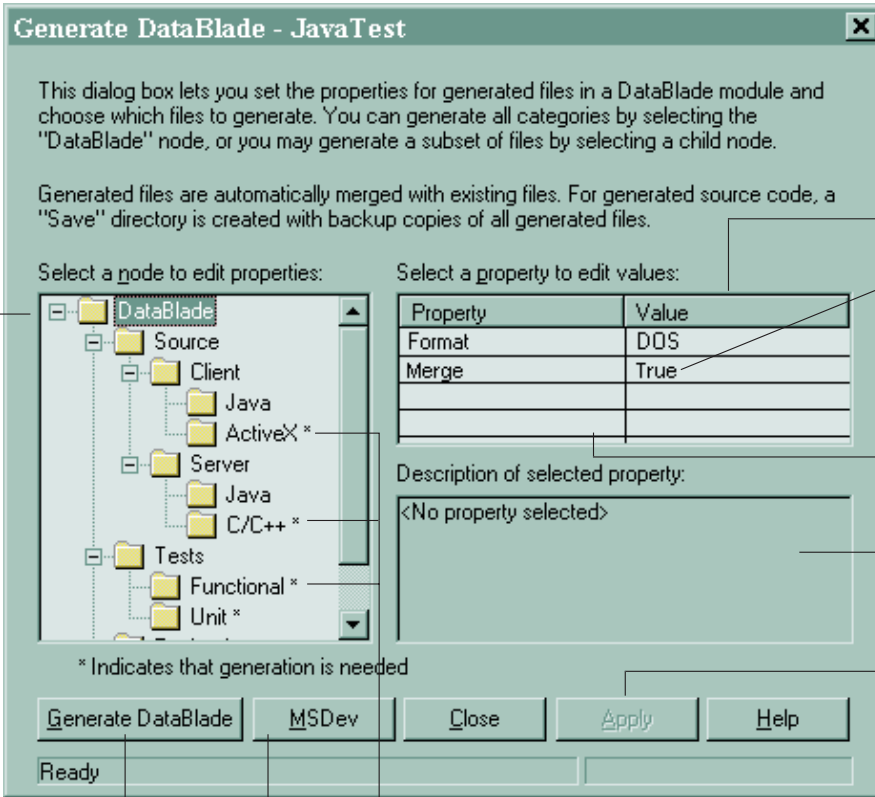 Generate DataBlade - JavaTest
This dialog box lets you set the properties for generated files in a DataBlade module and
choose which files to generate. You can generate all categories by selecting the
"DataBlade" node, or you may generate a subset of files by selecting a child node.
Generated files are automatically merged with existing files. For generated source code, a
"Save" directory is created with backup copies of all generated files.
Select a node to edit properties:
DataBlade
Source
Client
Java
ActiveX *
Server
Java
C/C++ *
Tests
Functional *
Unit *
* Indicates that generation is needed
Select a property to edit values:
Property Value
Format DOS
Merge True
Description of selected property:
<No property selected>
Generate DataBlade MSDev Close Apply Help
Ready